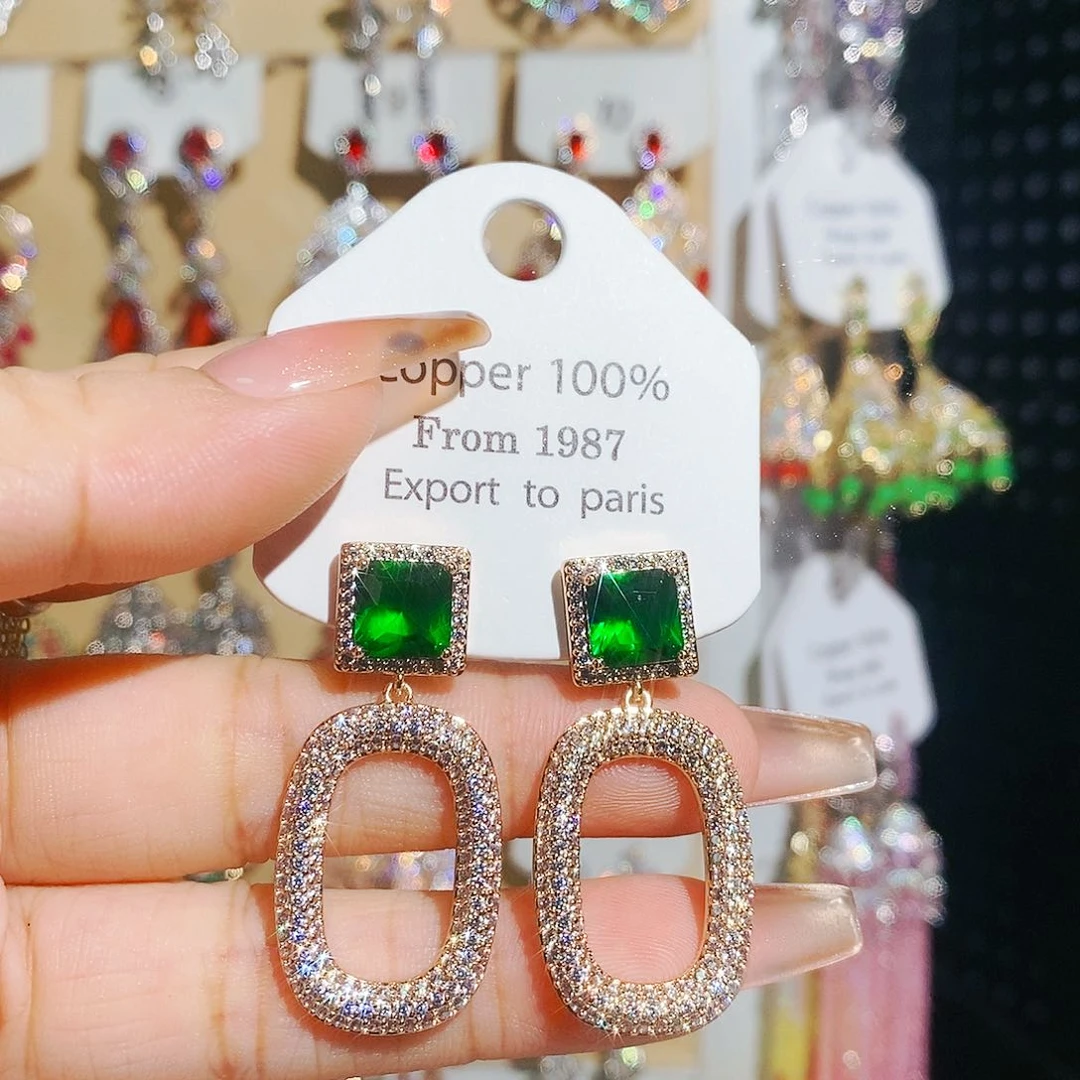 Copper 100%
From 1987
Export to paris